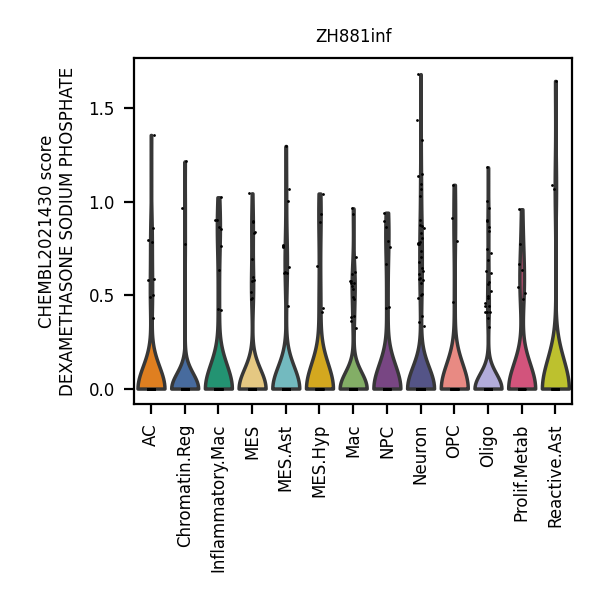 ZH881inf
CHEMBL2021430 score
DEXAMETHASONE SODIUM PHOSPHATE
1.5
1.0
0.5
0.0
AC
Chromatin.Reg
Inflammatory.Mac
MES
MES.Ast
MES.Hyp
Mac
NPC
Neuron
OPC
Oligo
Prolif.Metab
Reactive.Ast